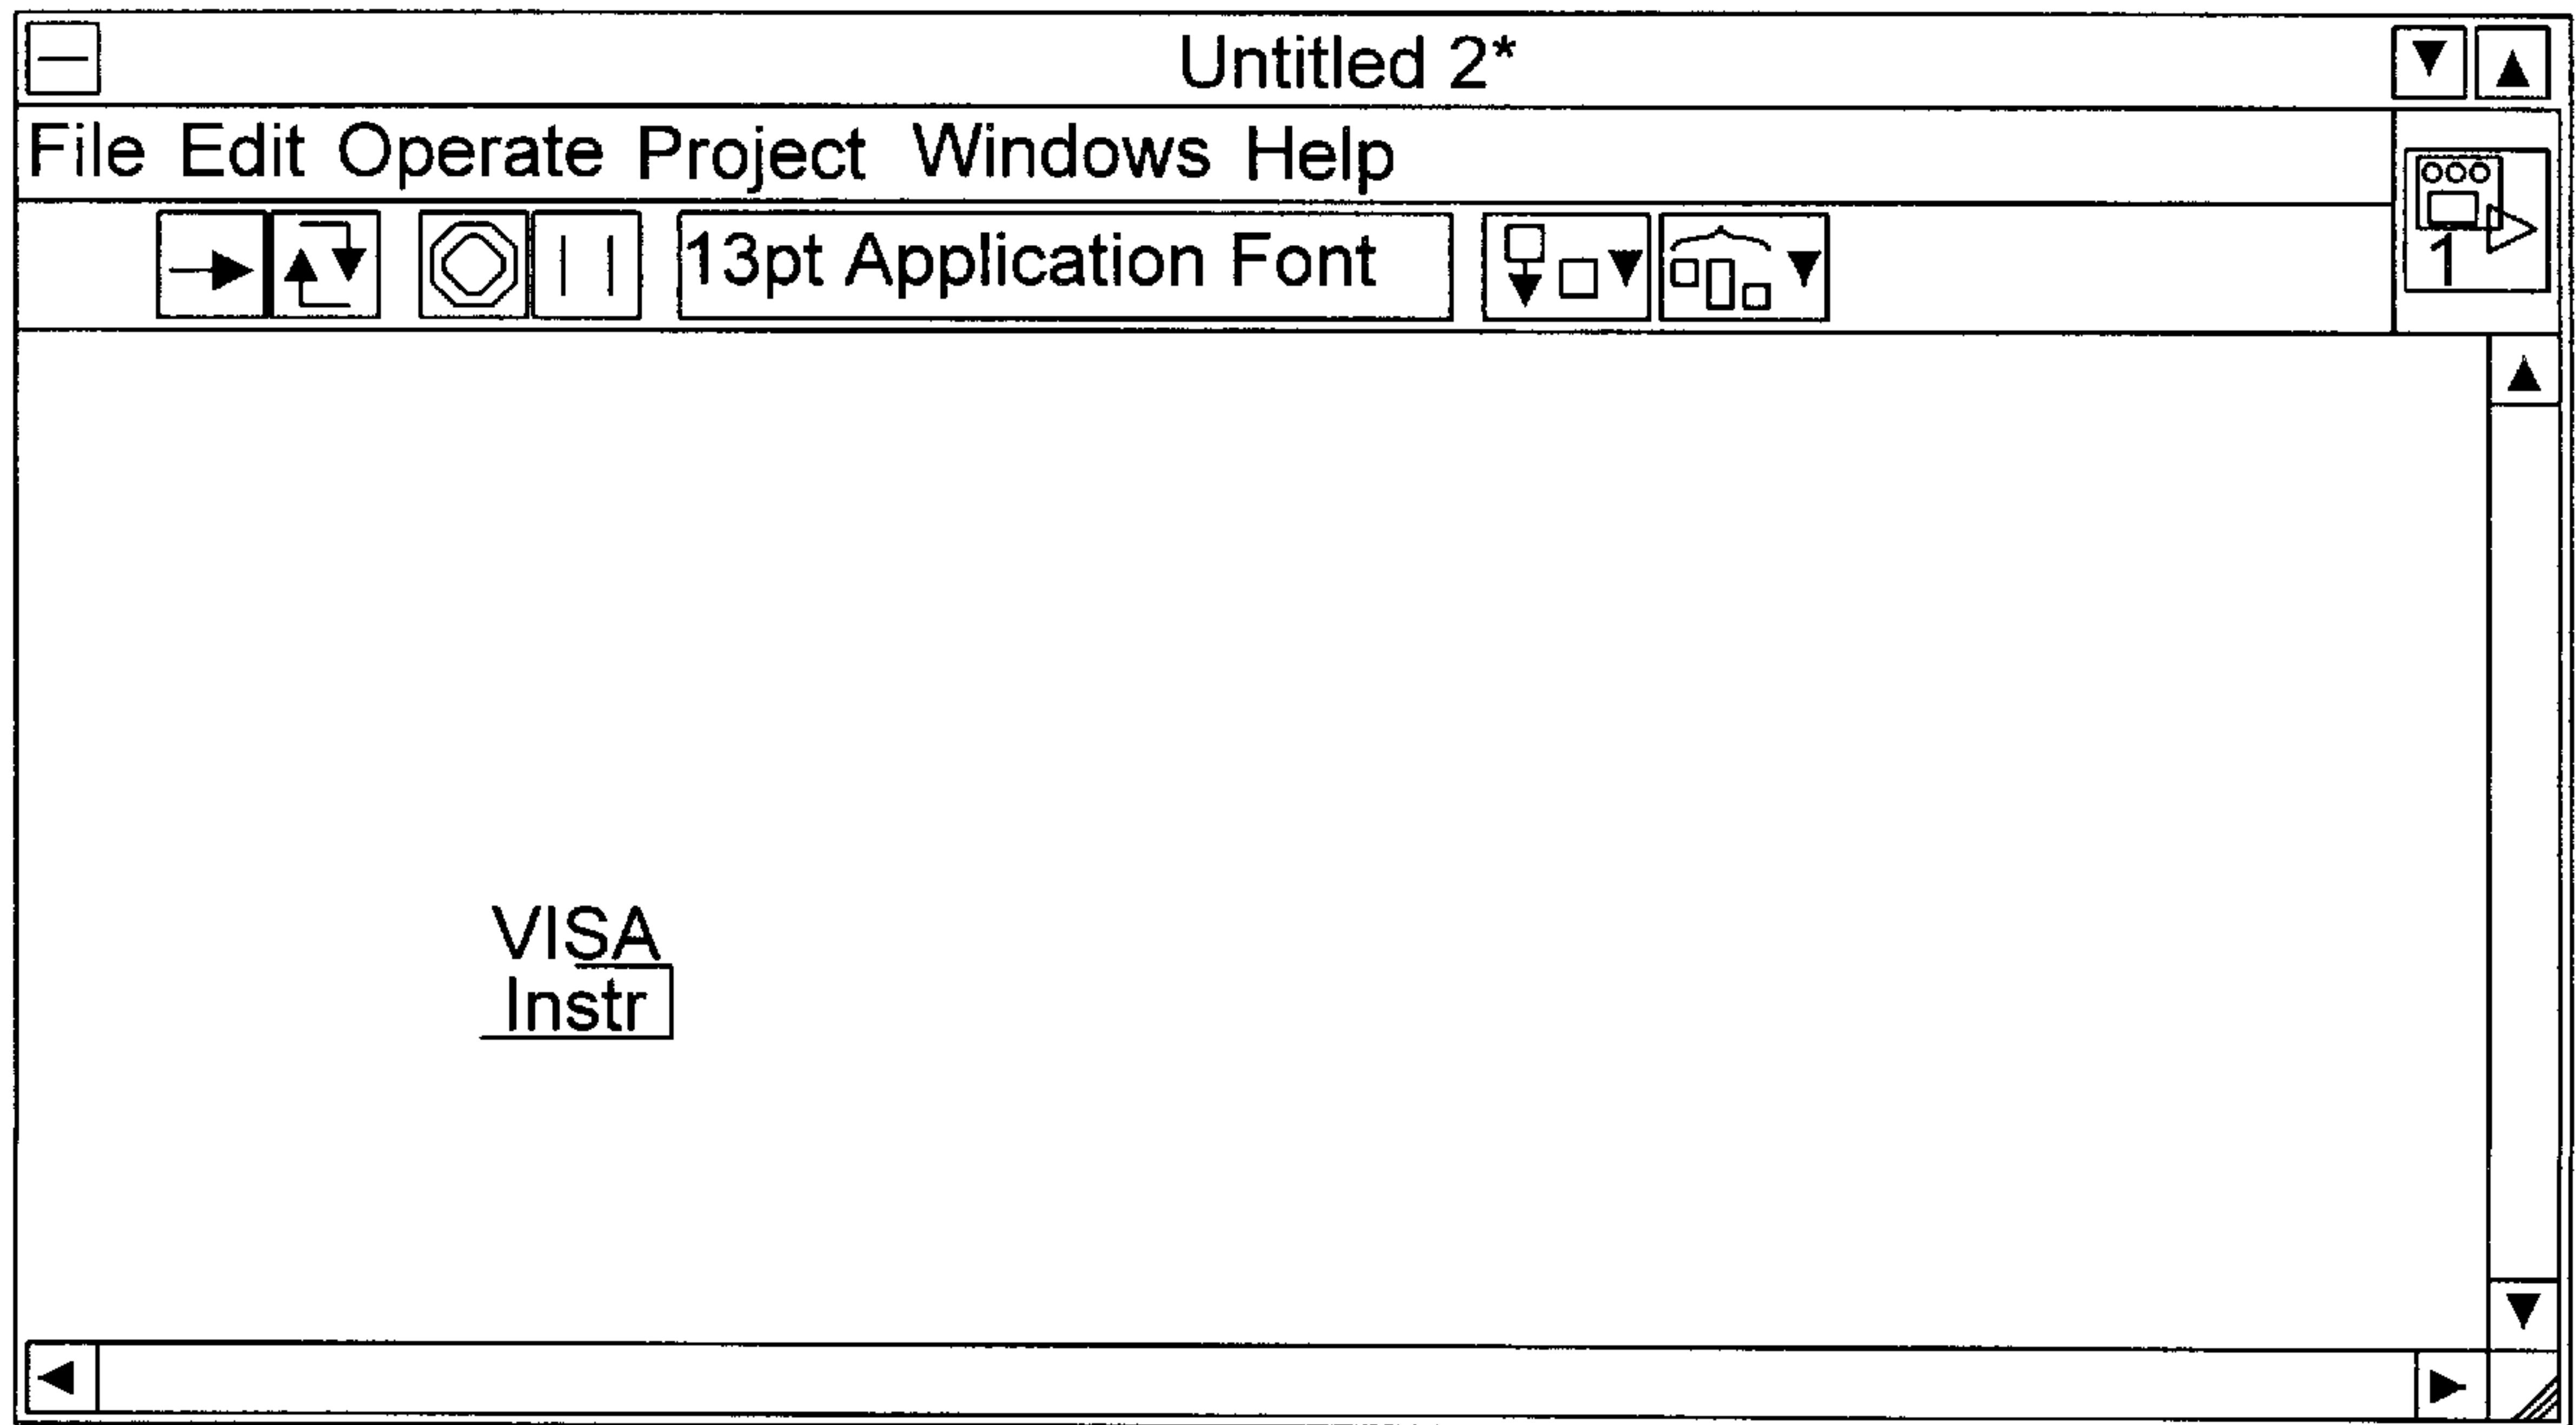 Untitled 2*
File Edit Operate Project Windows Help
1
13pt Application Font
VISA
Instr